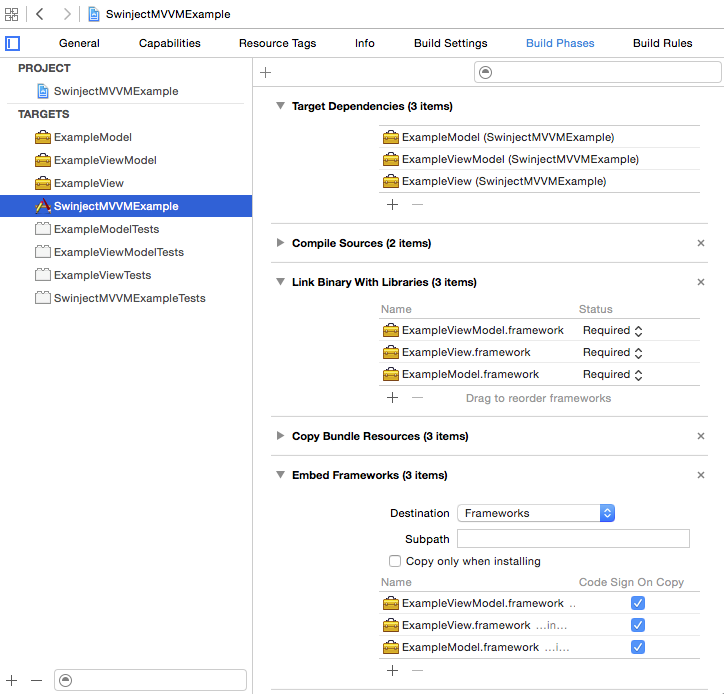 SwinjectMVVMExample
General Capabilities Resource Tags Info Build Settings Build Phases Build Rules
PROJECT
SwinjectMVVMExample
TARGETS
ExampleModel
ExampleViewModel
ExampleView
SwinjectMVVMExample
ExampleModelTests
ExampleViewModelTests
ExampleViewTests
SwinjectMVVMExampleTests
Target Dependencies (3 items)
ExampleModel (SwinjectMVVMExample)
ExampleViewModel (SwinjectMVVMExample)
ExampleView (SwinjectMVVMExample)
Compile Sources (2 items)
Link Binary With Libraries (3 items)
Name Status
ExampleViewModel.framework Required
ExampleView.framework Required
ExampleModel.framework Required
Drag to reorder frameworks
Copy Bundle Resources (3 items)
Embed Frameworks (3 items)
Destination Frameworks
Subpath
Copy only when installing
Name Code Sign On Copy
ExampleViewModel.framework ..
ExampleView.framework ...in...
ExampleModel.framework ...i...